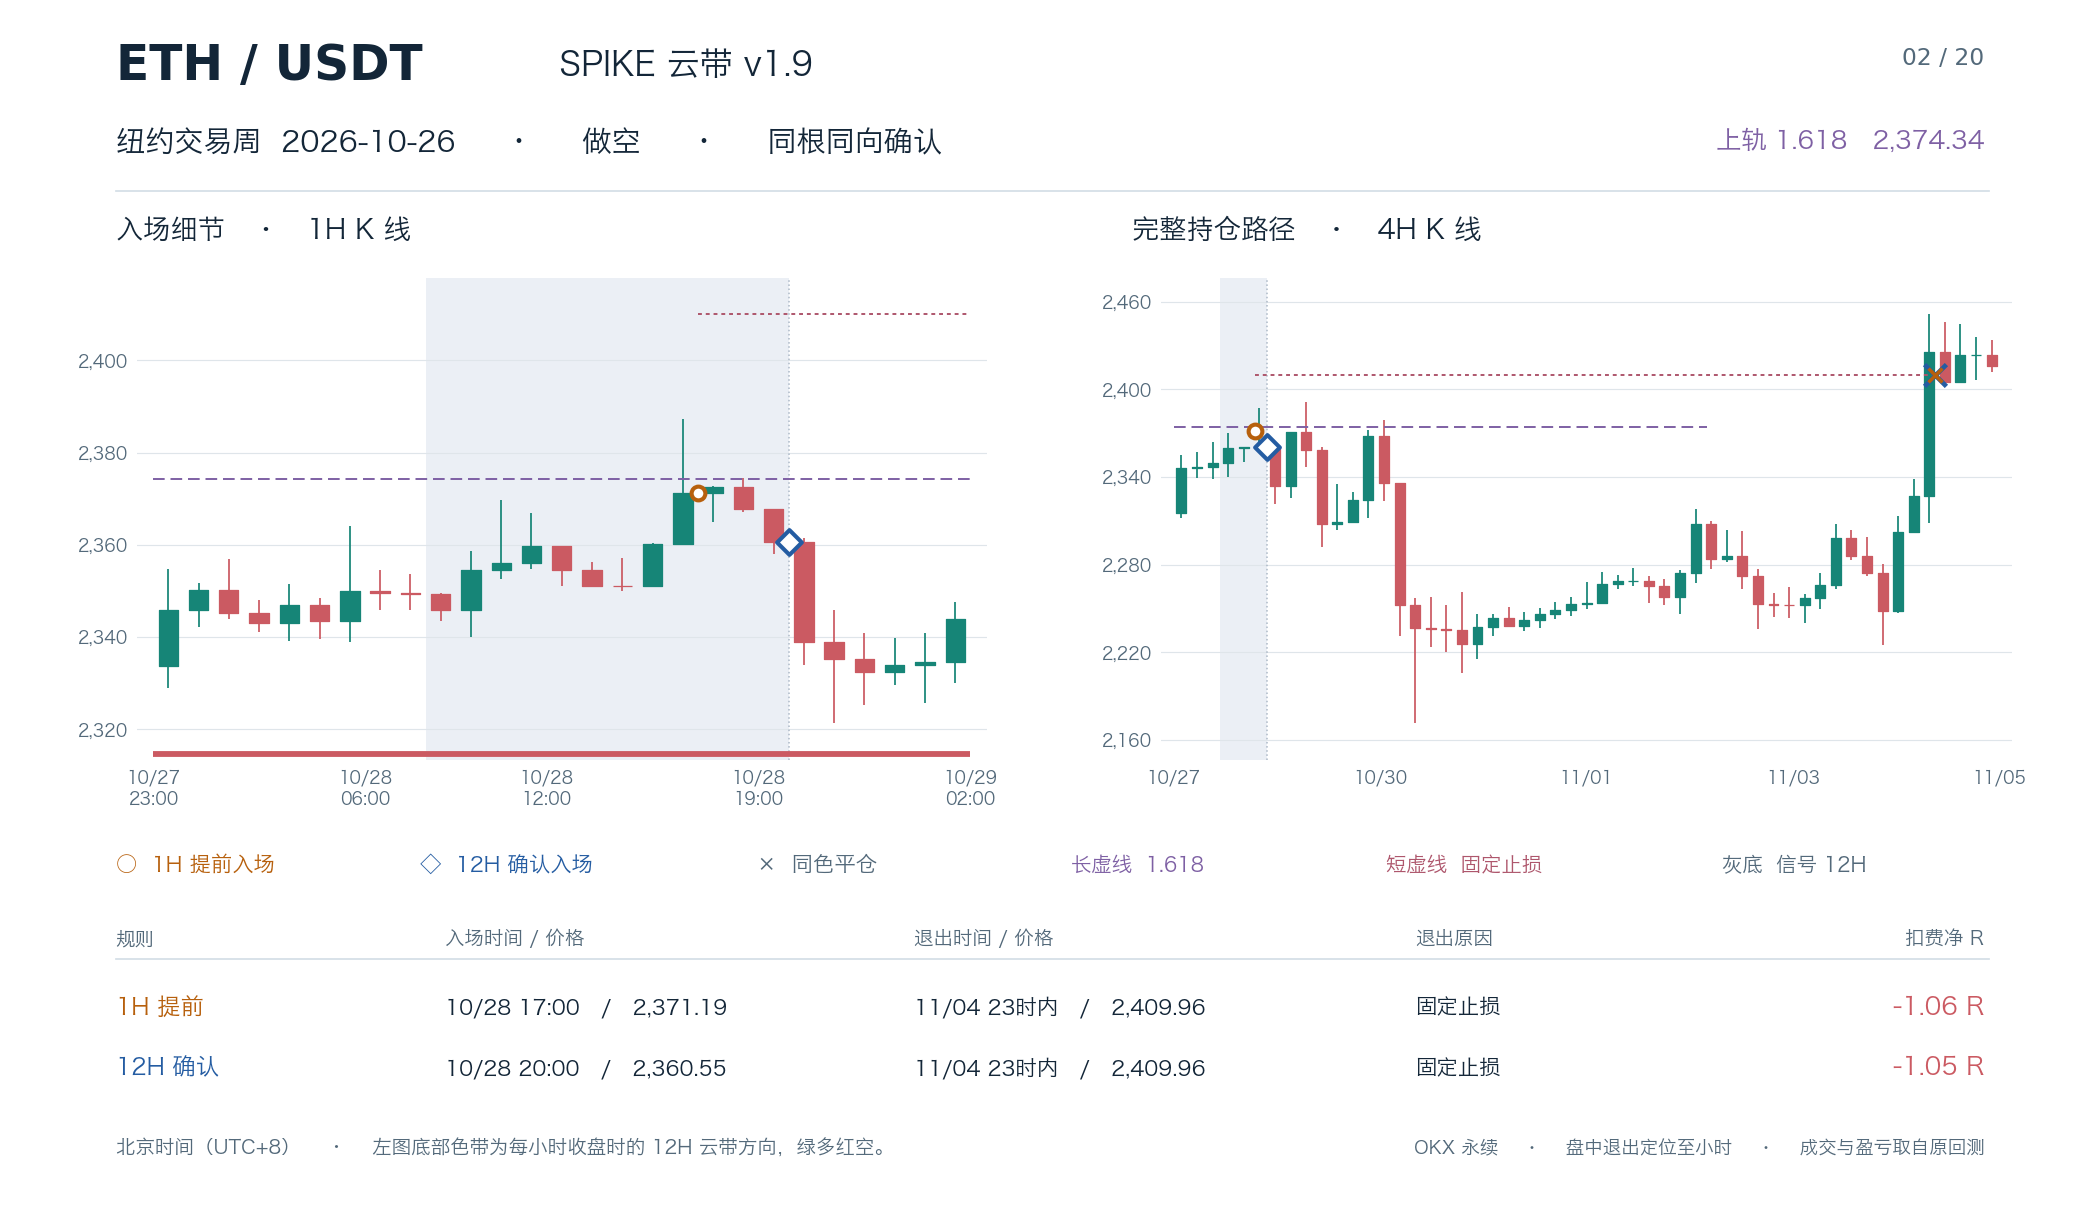 ETH / USDT SPIKE 云带 v1.9 02 / 20
纽约交易周 2026-10-26 · 做空 · 同根同向确认 上轨 1.618 2,374.34
入场细节 · 1H K 线
2,400
2,380
2,360
2,340
2,320
10/27 23:00
10/28 06:00
10/28 12:00
10/28 19:00
10/29 02:00
完整持仓路径 · 4H K 线
2,460
2,400
2,340
2,280
2,220
2,160
10/27 10/30 11/01 11/03 11/05
○ 1H 提前入场 ◇ 12H 确认入场 × 同色平仓 长虚线 1.618 短虚线 固定止损 灰底 信号 12H
规则 入场时间 / 价格 退出时间 / 价格 退出原因 扣费净 R
1H 提前 10/28 17:00 / 2,371.19 11/04 23时内 / 2,409.96 固定止损 -1.06 R
12H 确认 10/28 20:00 / 2,360.55 11/04 23时内 / 2,409.96 固定止损 -1.05 R
北京时间（UTC+8） · 左图底部色带为每小时收盘时的 12H 云带方向，绿多红空。 OKX 永续 · 盘中退出定位至小时 · 成交与盈亏取自原回测